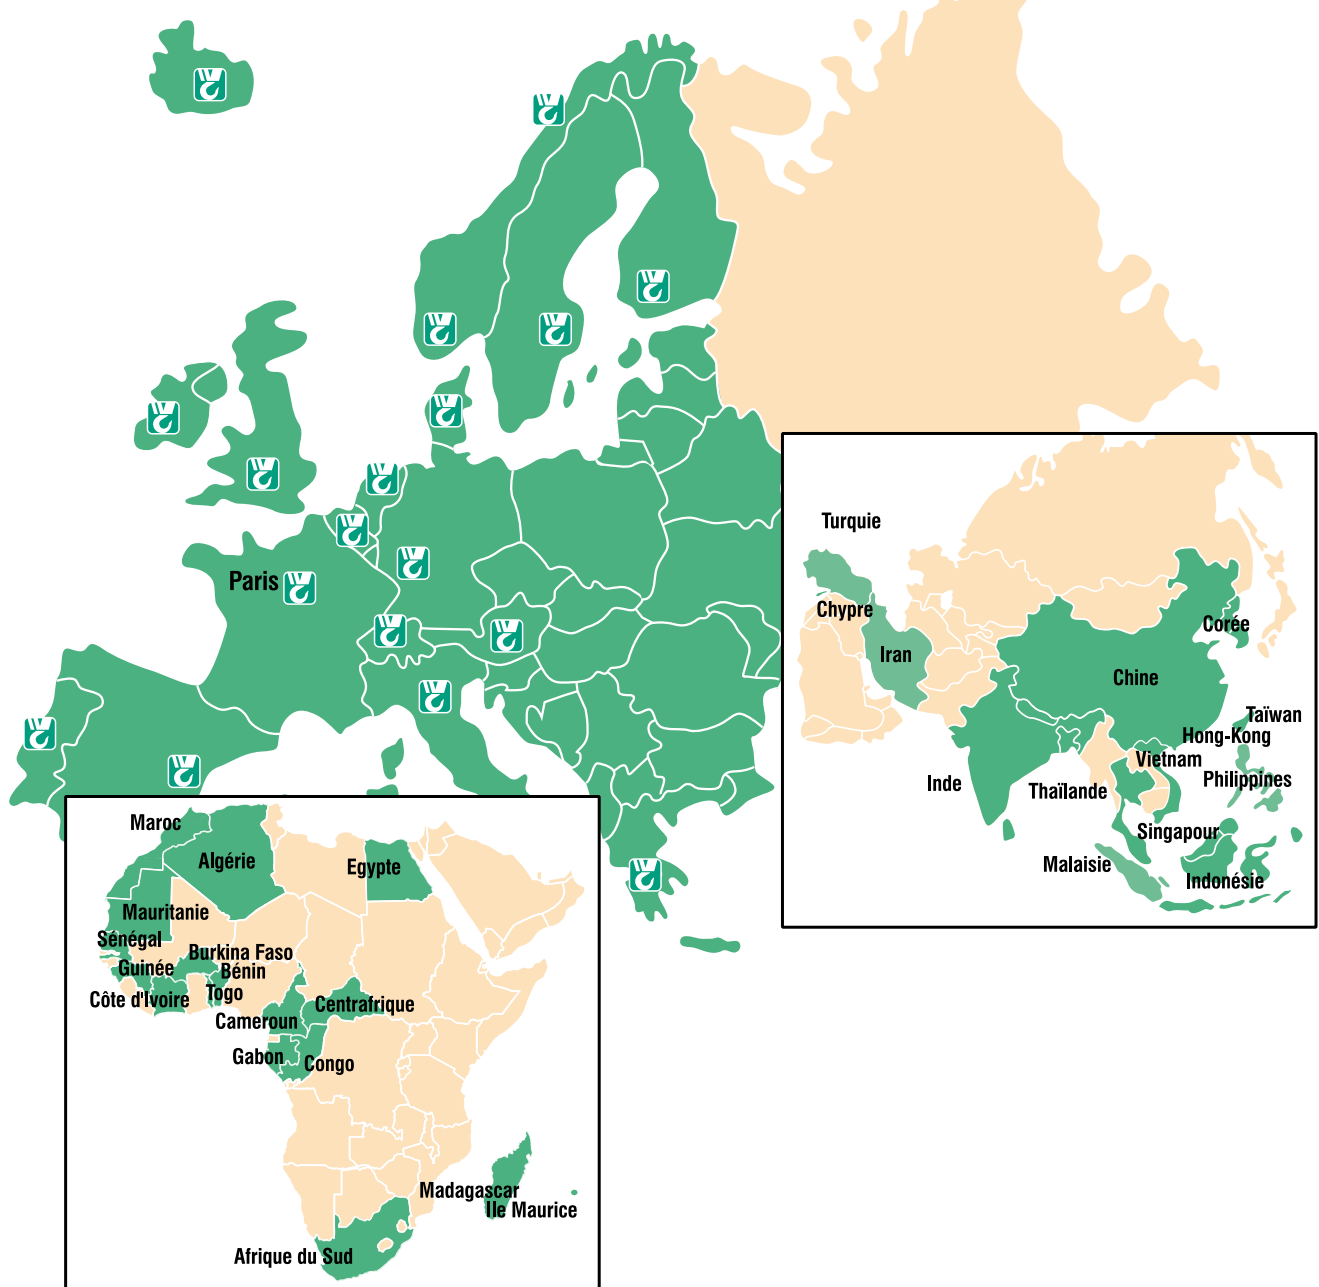 Paris
Turquie
Chypre
Iran
Corée
Chine
Taïwan
Hong-Kong
Vietnam
Philippines
Inde
Thaïlande
Singapour
Malaisie
Indonésie
Maroc
Algérie
Egypte
Mauritanie
Sénégal
Burkina Faso
Guinée
Bénin
Togo
Côte d'Ivoire
Centrafrique
Cameroun
Gabon
Congo
Madagascar
Ile Maurice
Afrique du Sud